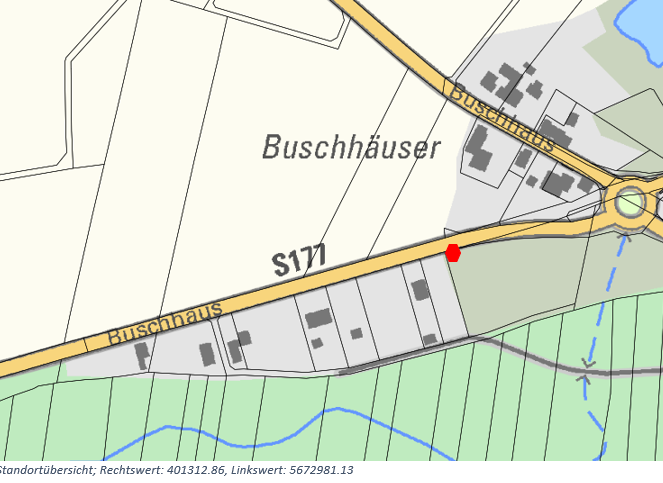 Buschhaus
Buschhäuser
S177
Buschhaus
Standortübersicht; Rechtswert: 401312.86, Linkswert: 5672981.13